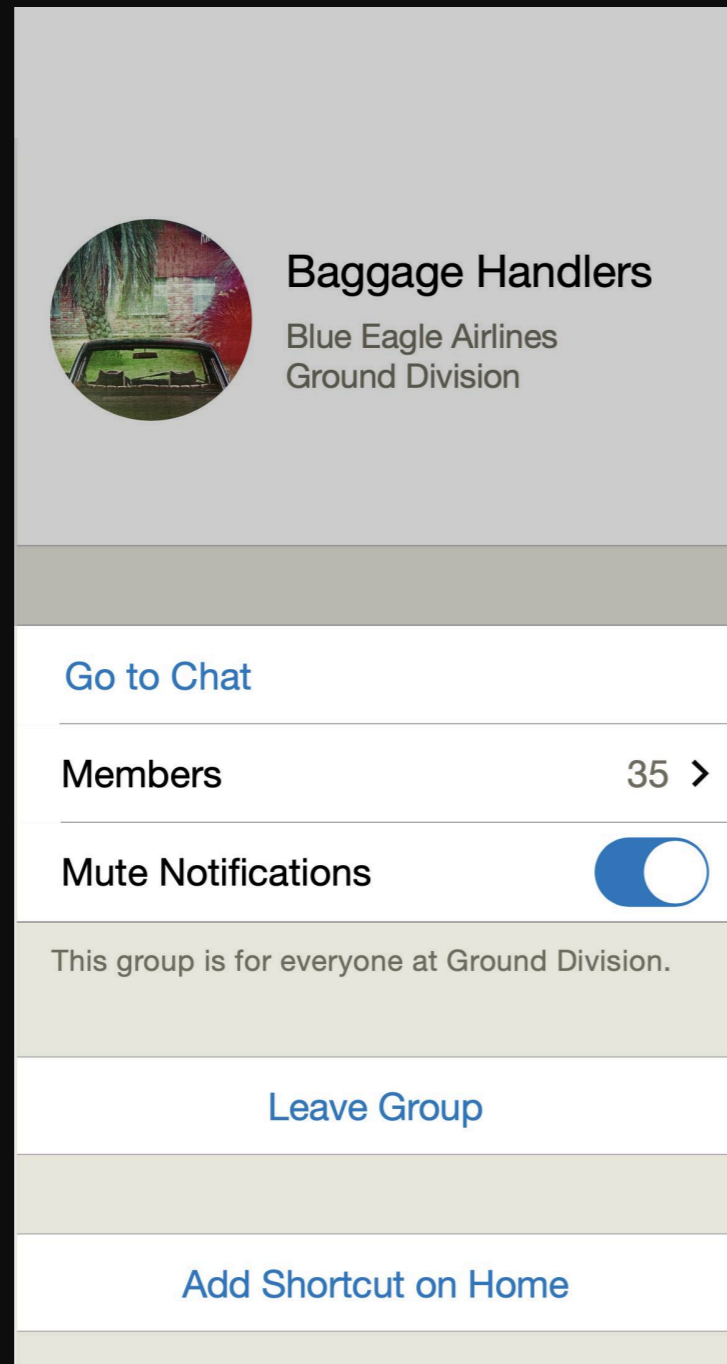 Baggage Handlers
Blue Eagle Airlines
Ground Division
Go to Chat
Members 35 >
Mute Notifications
This group is for everyone at Ground Division.
Leave Group
Add Shortcut on Home